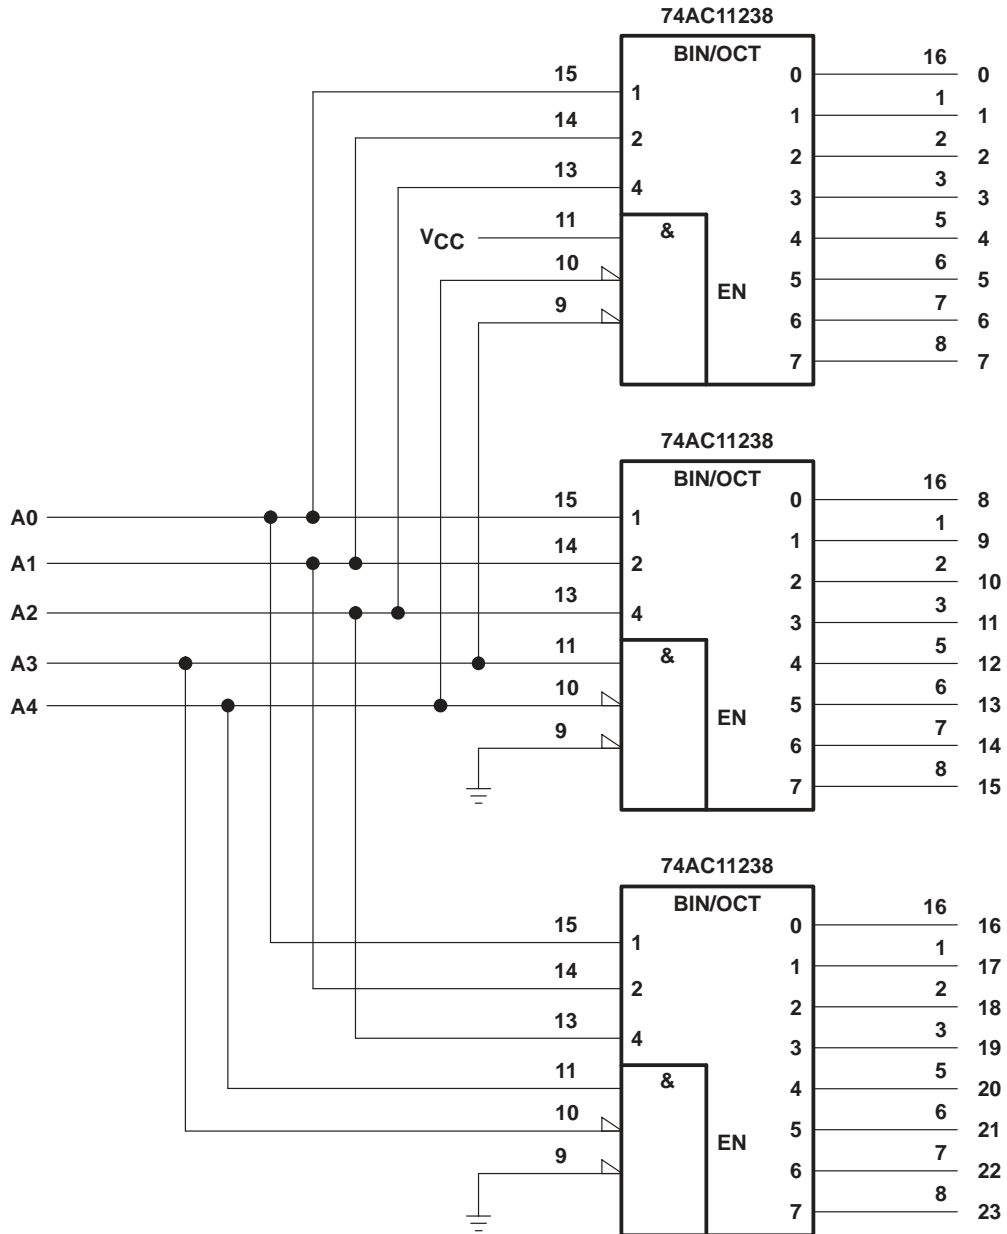 74AC11238
BIN/OCT
15 1 0 16 0
14 2 1 1 1
13 4 2 2 2
3 3 3
VCC 11 & 4 5 4
10 EN 5 6 5
9 6 7 6
7 8 7
74AC11238
BIN/OCT
A0 15 1 0 16 8
A1 14 2 1 1 9
A2 13 4 2 2 10
3 3 11
A3 11 & 4 5 12
A4 10 EN 5 6 13
9 6 7 14
7 8 15
74AC11238
BIN/OCT
15 1 0 16 16
14 2 1 1 17
13 4 2 2 18
3 3 19
11 & 4 5 20
10 EN 5 6 21
9 6 7 22
7 8 23